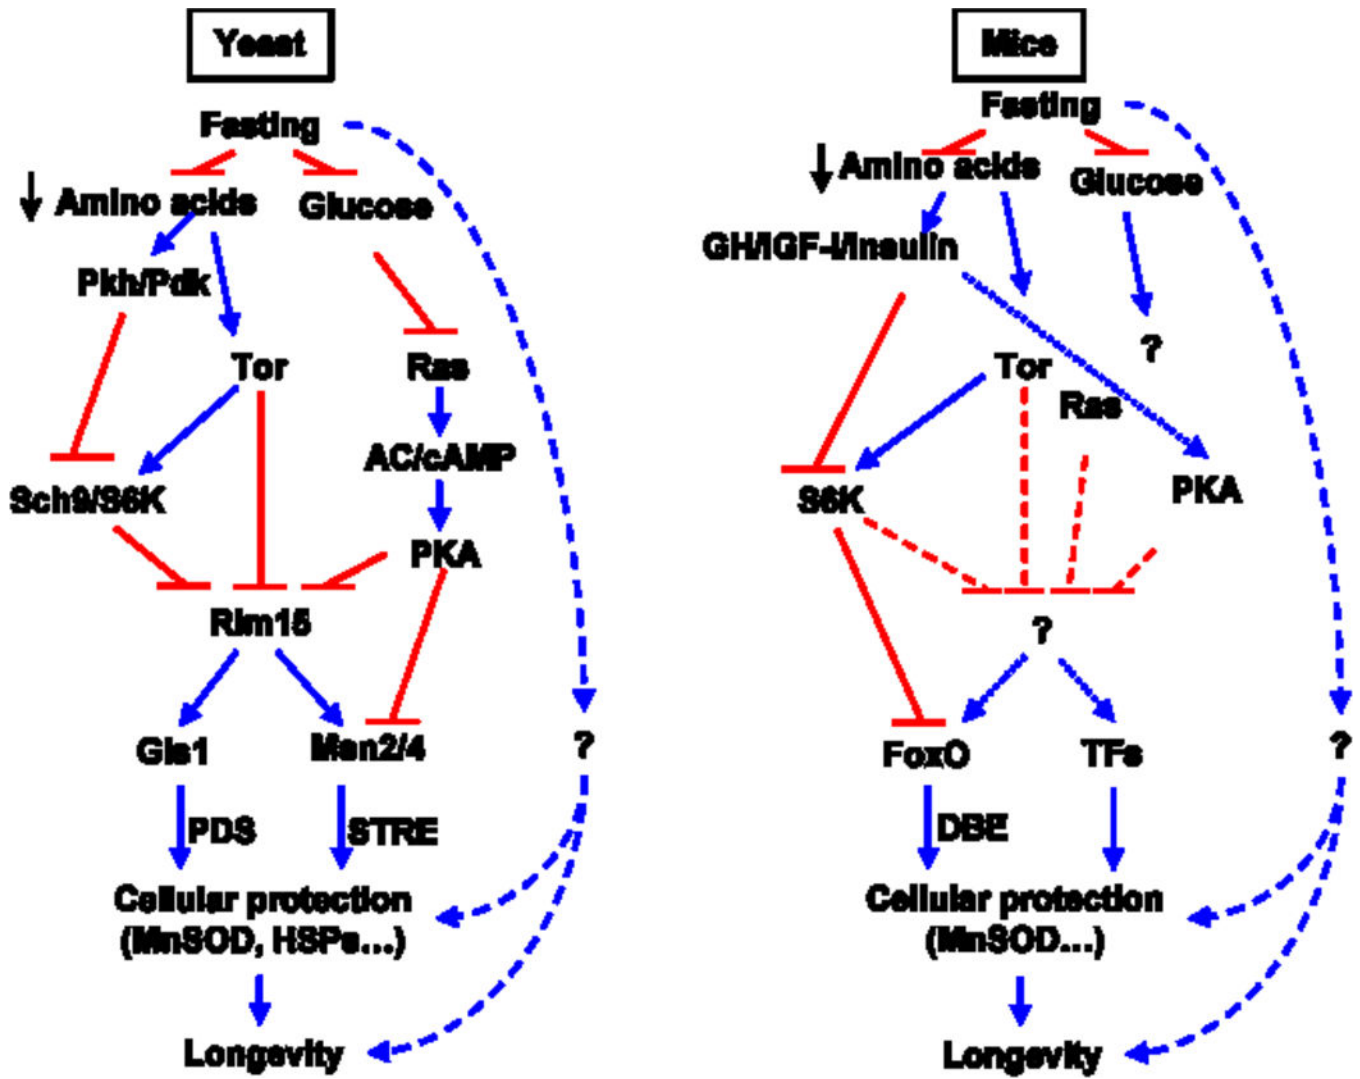 Yeast
Fasting
↓ Amino acids
Glucose
Pkh/Pdk
Tor
Ras
AC/cAMP
Sch9/S6K
PKA
Rim15
Gis1
Msn2/4
?
PDS
STRE
Cellular protection
(MnSOD, HSPs...)
Longevity
Mice
Fasting
↓ Amino acids
Glucose
GH/IGF-I/Insulin
?
Tor
Ras
S6K
PKA
?
FoxO
TFs
?
DBE
Cellular protection
(MnSOD...)
Longevity